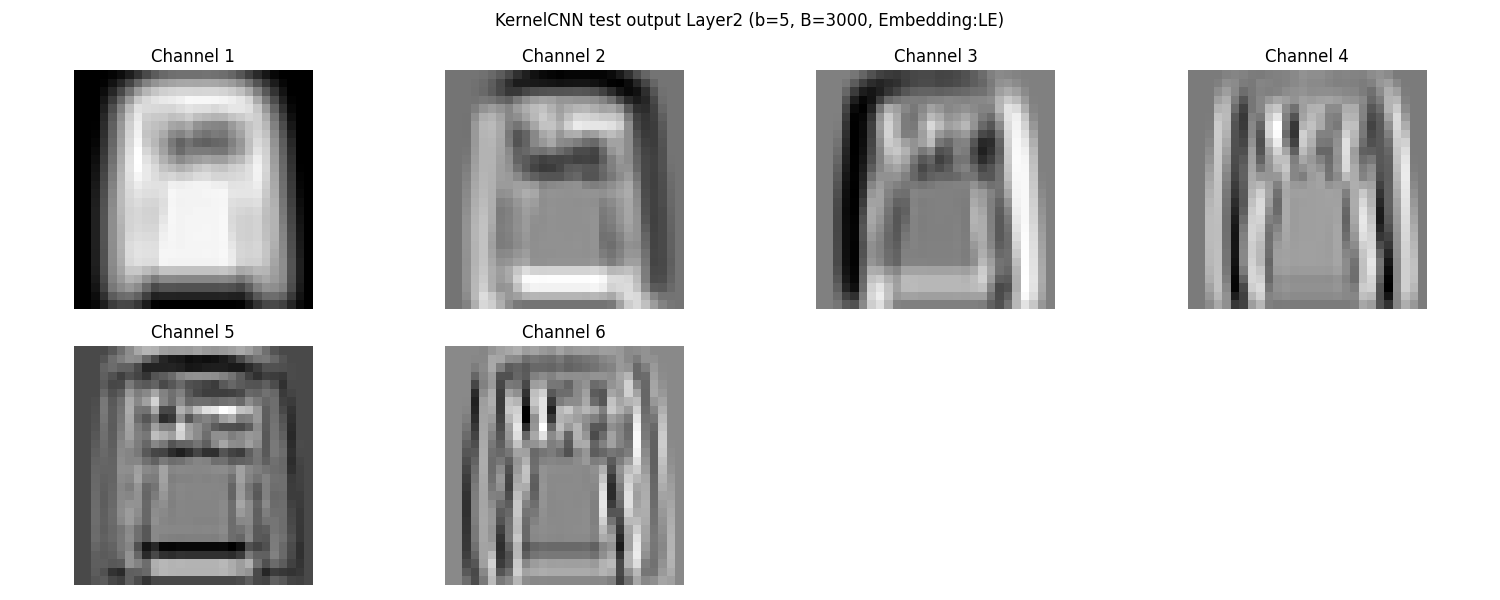 KernelCNN test output Layer2 (b=5, B=3000, Embedding:LE)
Channel 1
Channel 2
Channel 3
Channel 4
Channel 5
Channel 6